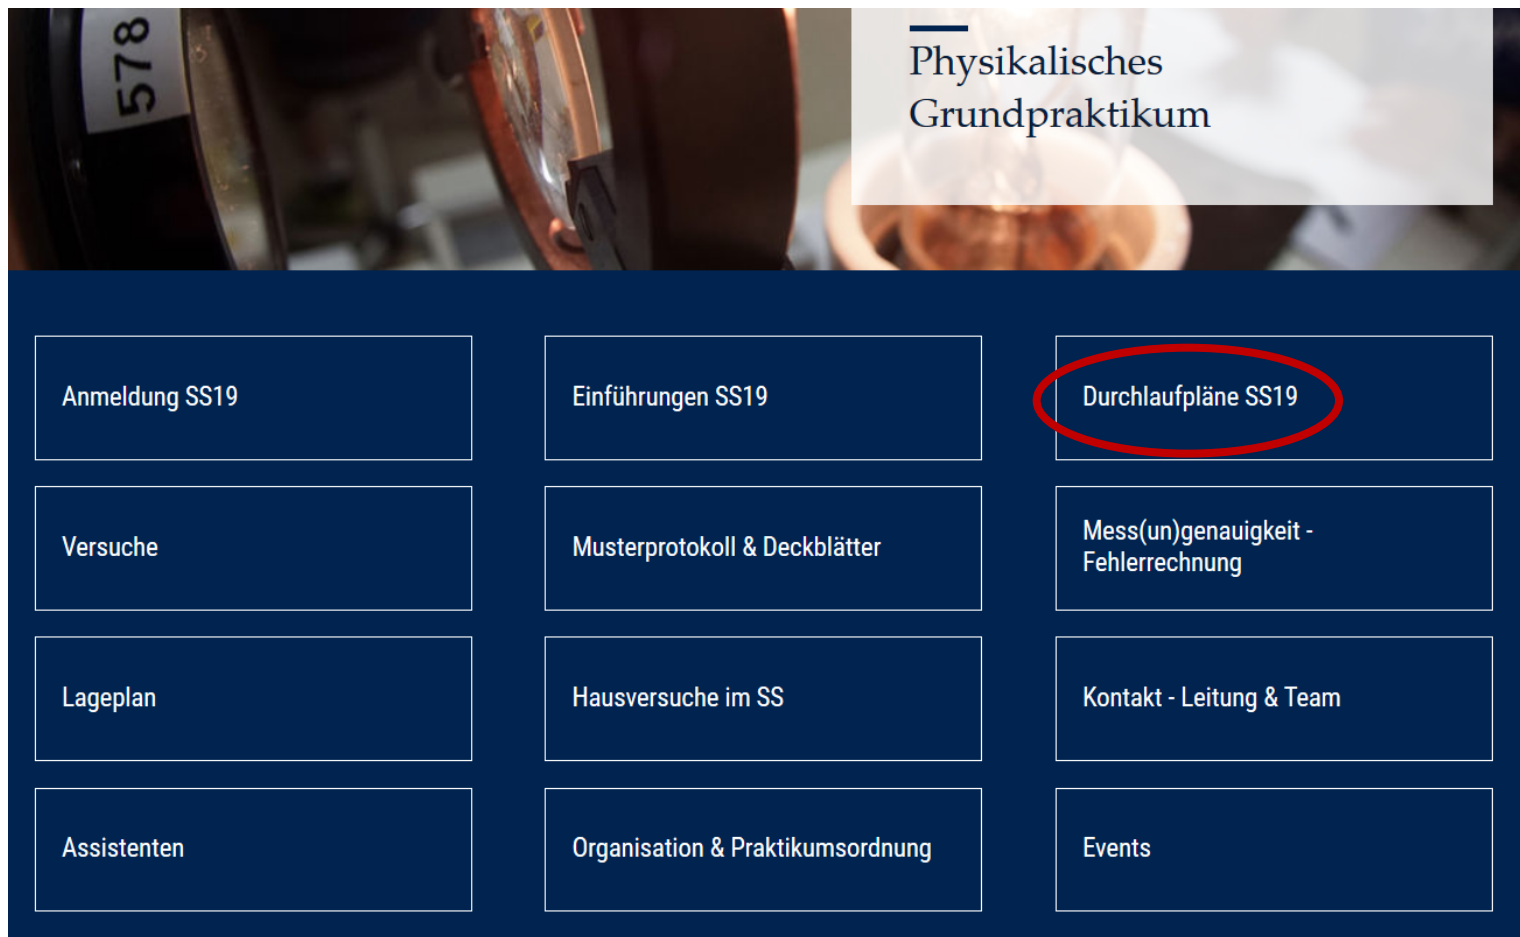 578
Physikalisches
Grundpraktikum
Anmeldung SS19
Einführungen SS19
Durchlaufpläne SS19
Versuche
Musterprotokoll & Deckblätter
Mess(un)genauigkeit -
Fehlerrechnung
Lageplan
Hausversuche im SS
Kontakt - Leitung & Team
Assistenten
Organisation & Praktikumsordnung
Events